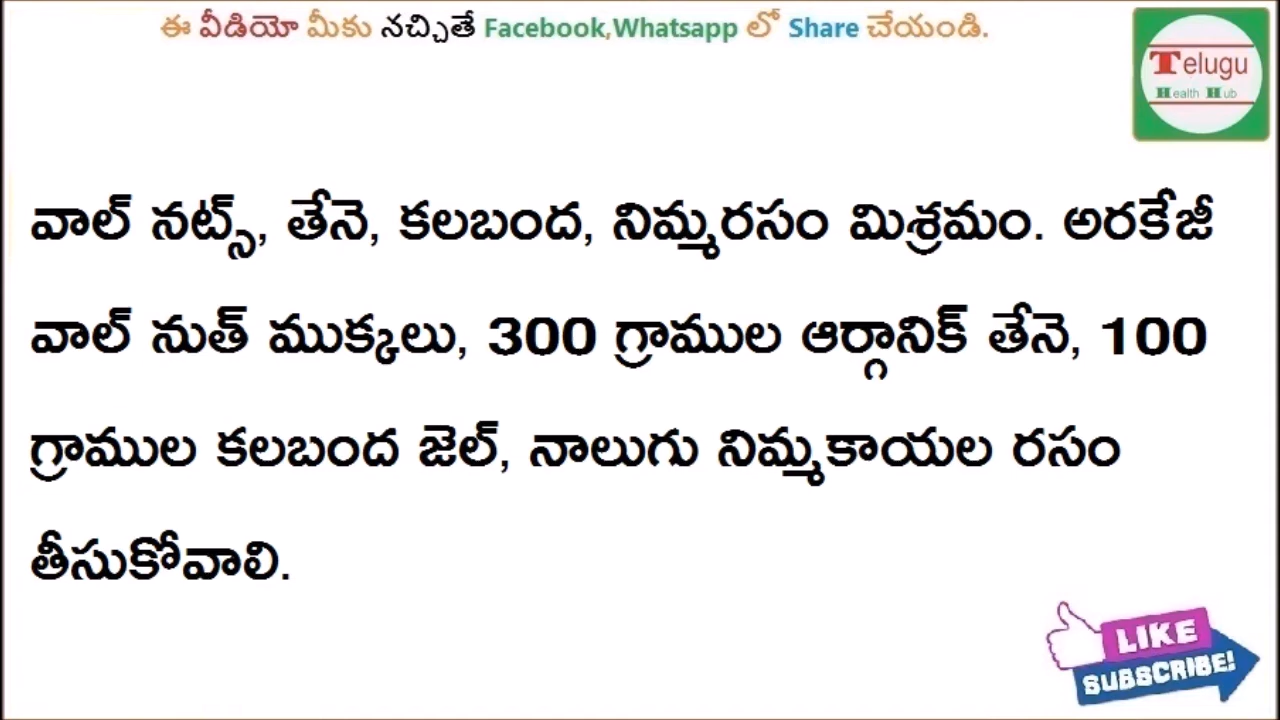 ఈ వీడియో మీకు నచ్చితే Facebook,Whatsapp లో Share చేయండి.
Telugu
Health Hub
వాల్ నట్స్, తేనె, కలబంద, నిమ్మరసం మిశ్రమం. అరకేజీ
వాల్ నుత్ ముక్కలు, 300 గ్రాముల ఆర్గానిక్ తేనె, 100
గ్రాముల కలబంద జెల్, నాలుగు నిమ్మకాయల రసం
తీసుకోవాలి.
LIKE
SUBSCRIBE!